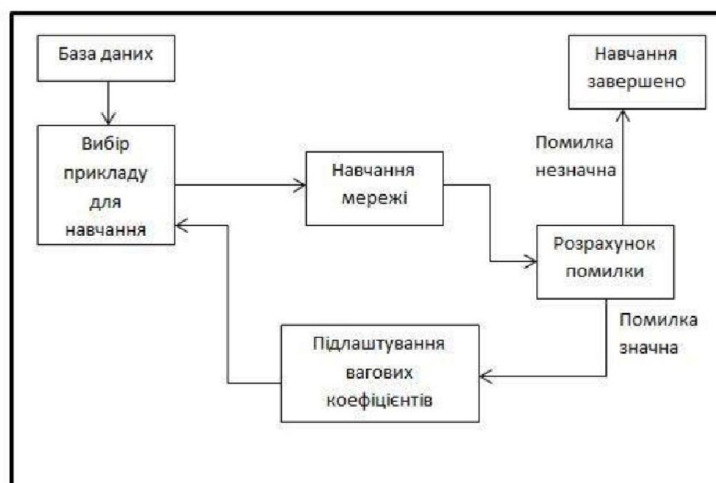 База даних
Навчання
завершено
Вибір
прикладу
для
навчання
Навчання
мережі
Помилка
незначна
Розрахунок
помилки
Помилка
значна
Підлаштування
вагових
коефіцієнтів